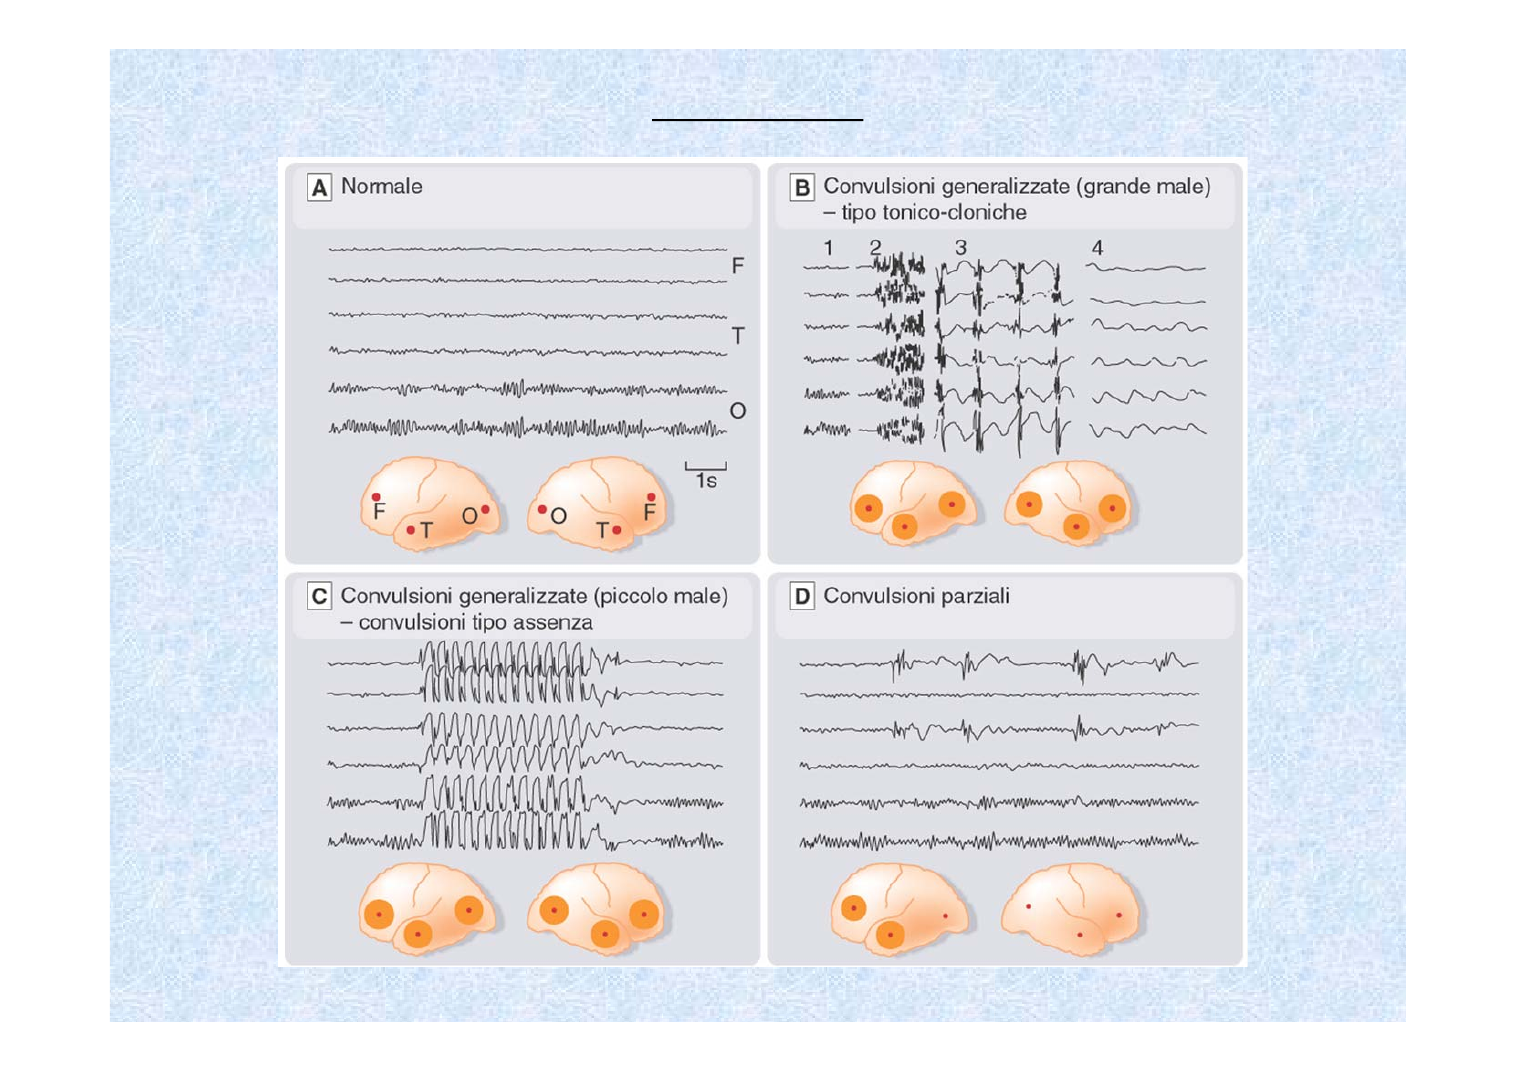 A Normale
F
T
O
1s
F
T
O
O
T
F
B Convulsioni generalizzate (grande male)
– tipo tonico-cloniche
1 2 3 4
C Convulsioni generalizzate (piccolo male)
– convulsioni tipo assenza
D Convulsioni parziali